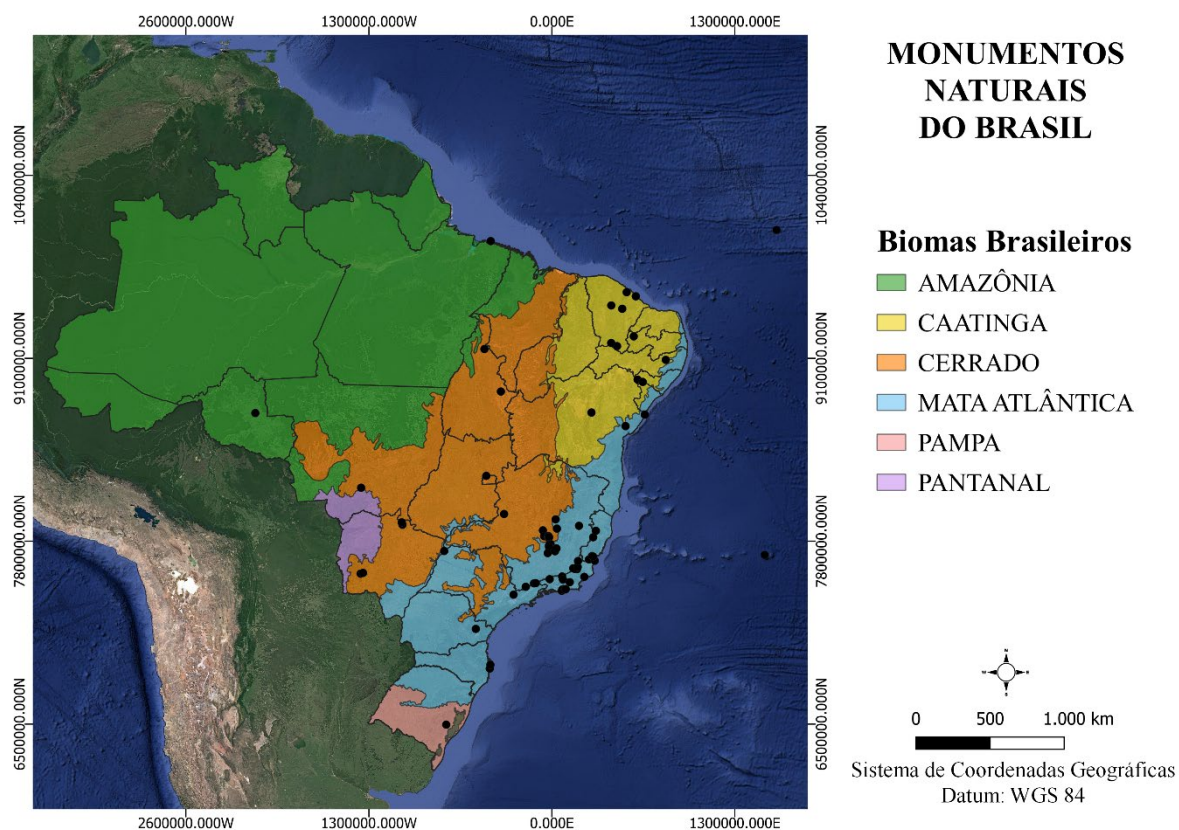 2600000.000W 1300000.000W 0.000E 1300000.000E
MONUMENTOS
NATURAIS
DO BRASIL
10400000.000N 10400000.000N
Biomas Brasileiros
AMAZÔNIA
CAATINGA
9100000.000N 9100000.000N
CERRADO
MATA ATLÂNTICA
PAMPA
PANTANAL
7800000.000N 7800000.000N
6500000.000N 6500000.000N
N
W E
S
0 500 1.000 km
Sistema de Coordenadas Geográficas
Datum: WGS 84
2600000.000W 1300000.000W 0.000E 1300000.000E